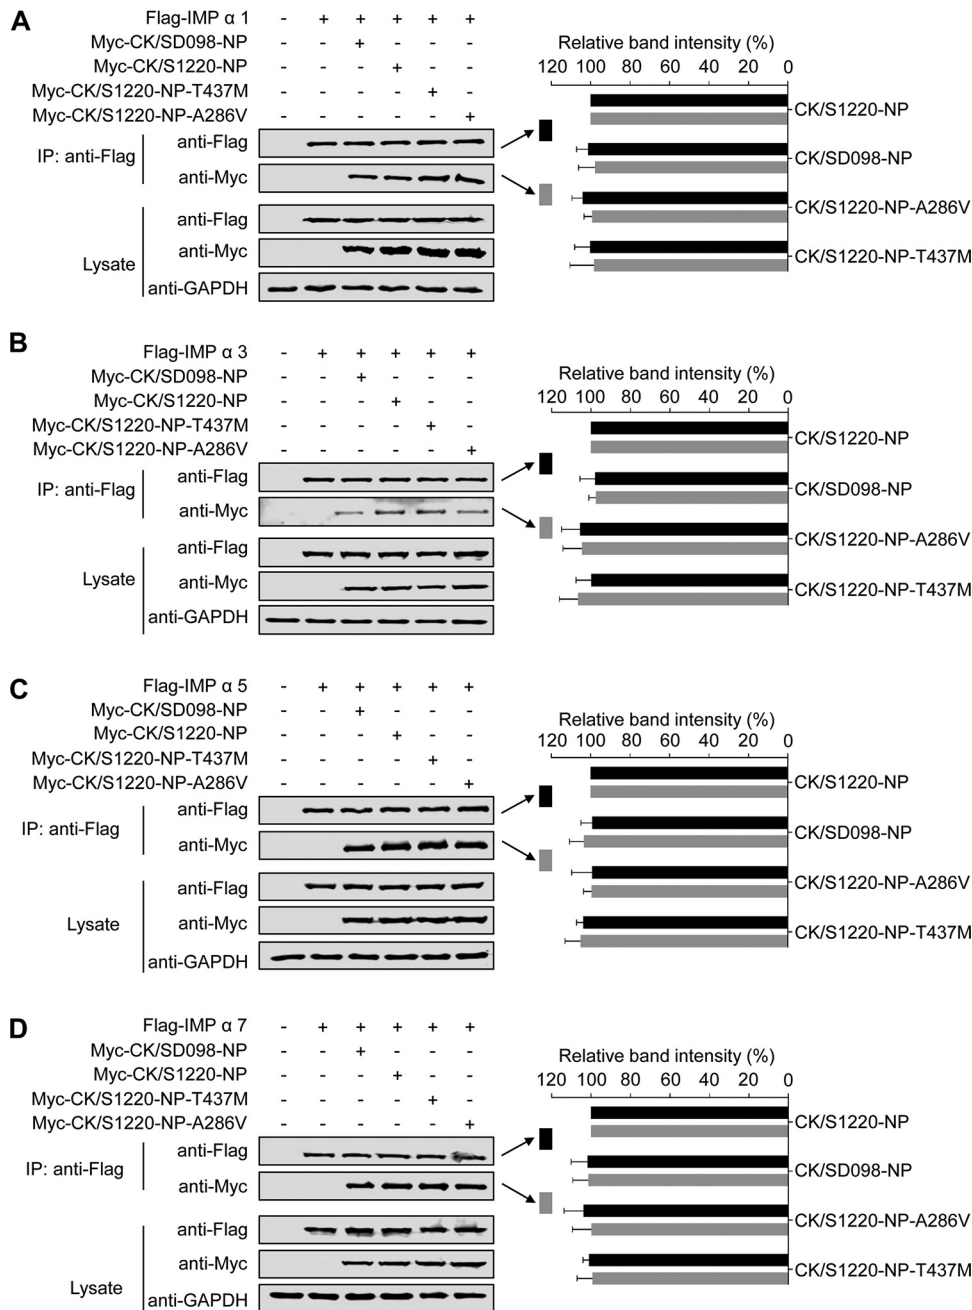 A
Flag-IMP α 1 - + + + + +
Myc-CK/SD098-NP - - + - - -
Myc-CK/S1220-NP - - - + - -
Myc-CK/S1220-NP-T437M - - - - + -
Myc-CK/S1220-NP-A286V - - - - - +
IP: anti-Flag
anti-Flag
anti-Myc
Lysate
anti-Flag
anti-Myc
anti-GAPDH
Relative band intensity (%)
120 100 80 60 40 20 0
CK/S1220-NP
CK/SD098-NP
CK/S1220-NP-A286V
CK/S1220-NP-T437M
B
Flag-IMP α 3 - + + + + +
Myc-CK/SD098-NP - - + - - -
Myc-CK/S1220-NP - - - + - -
Myc-CK/S1220-NP-T437M - - - - + -
Myc-CK/S1220-NP-A286V - - - - - +
IP: anti-Flag
anti-Flag
anti-Myc
Lysate
anti-Flag
anti-Myc
anti-GAPDH
Relative band intensity (%)
120 100 80 60 40 20 0
CK/S1220-NP
CK/SD098-NP
CK/S1220-NP-A286V
CK/S1220-NP-T437M
C
Flag-IMP α 5 - + + + + +
Myc-CK/SD098-NP - - + - - -
Myc-CK/S1220-NP - - - + - -
Myc-CK/S1220-NP-T437M - - - - + -
Myc-CK/S1220-NP-A286V - - - - - +
IP: anti-Flag
anti-Flag
anti-Myc
Lysate
anti-Flag
anti-Myc
anti-GAPDH
Relative band intensity (%)
120 100 80 60 40 20 0
CK/S1220-NP
CK/SD098-NP
CK/S1220-NP-A286V
CK/S1220-NP-T437M
D
Flag-IMP α 7 - + + + + +
Myc-CK/SD098-NP - - + - - -
Myc-CK/S1220-NP - - - + - -
Myc-CK/S1220-NP-T437M - - - - + -
Myc-CK/S1220-NP-A286V - - - - - +
IP: anti-Flag
anti-Flag
anti-Myc
Lysate
anti-Flag
anti-Myc
anti-GAPDH
Relative band intensity (%)
120 100 80 60 40 20 0
CK/S1220-NP
CK/SD098-NP
CK/S1220-NP-A286V
CK/S1220-NP-T437M